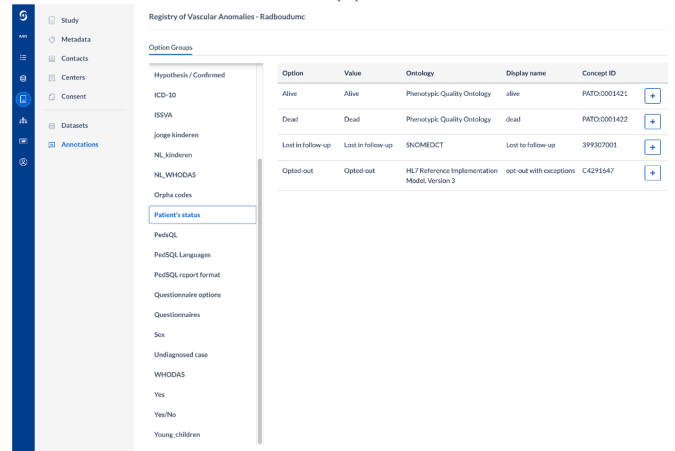 Registry of Vascular Anomalies - Radboudumc
Study
Metadata
Contacts
Centers
Consent
Datasets
Annotations
Option Groups
Hypothesis / Confirmed
ICD-10
ISSVA
jonge kinderen
NL_kinderen
NL_WHODAS
Orpha codes
Patient's status
PedsQL
PedSQL Languages
PedSQL report format
Questionnaire options
Questionnaires
Sex
Undiagnosed case
WHODAS
Yes
Yes/No
Young_children
Option Value Ontology Display name Concept ID
Alive Alive Phenotypic Quality Ontology alive PATO:0001421 +
Dead Dead Phenotypic Quality Ontology dead PATO:0001422 +
Lost in follow-up Lost in follow-up SNOMEDCT Lost to follow-up 399307001 +
Opted-out Opted-out HL7 Reference Implementation opt-out with exceptions C4291647 +
Model, Version 3